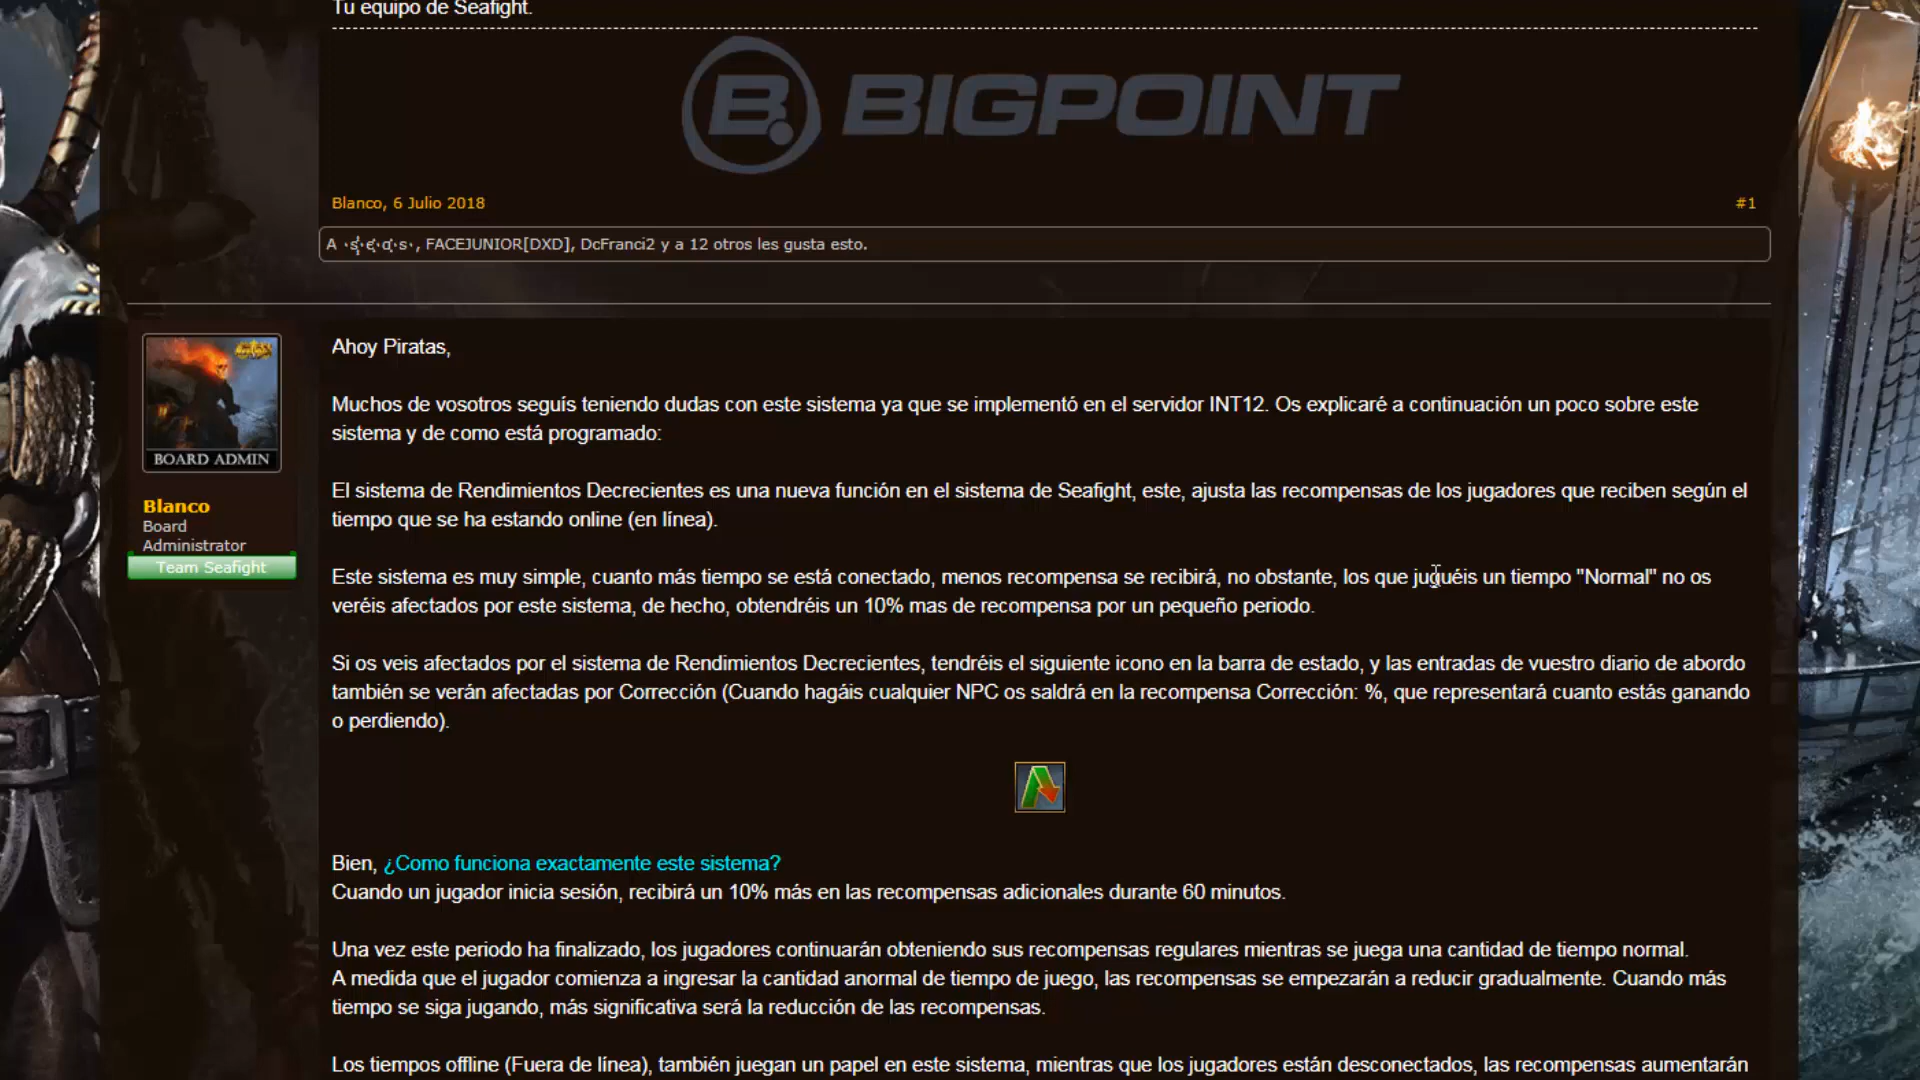 Tu equipo de Seafight.
B. BIGPOINT
Blanco, 6 Julio 2018
#1
A , FACEJUNIOR[DXD], DcFranci2 y a 12 otros les gusta esto.
Ahoy Piratas,
Muchos de vosotros seguís teniendo dudas con este sistema ya que se implementó en el servidor INT12. Os explicaré a continuación un poco sobre este
sistema y de como está programado:
BOARD ADMIN
Blanco
Board
Administrator
Team Seafight
El sistema de Rendimientos Decrecientes es una nueva función en el sistema de Seafight, este, ajusta las recompensas de los jugadores que reciben según el
tiempo que se ha estando online (en línea).
Este sistema es muy simple, cuanto más tiempo se está conectado, menos recompensa se recibirá, no obstante, los que juguéis un tiempo "Normal" no os
veréis afectados por este sistema, de hecho, obtendréis un 10% mas de recompensa por un pequeño periodo.
Si os veis afectados por el sistema de Rendimientos Decrecientes, tendréis el siguiente icono en la barra de estado, y las entradas de vuestro diario de abordo
también se verán afectadas por Corrección (Cuando hagáis cualquier NPC os saldrá en la recompensa Corrección: %, que representará cuanto estás ganando
o perdiendo).
Bien, ¿Como funciona exactamente este sistema?
Cuando un jugador inicia sesión, recibirá un 10% más en las recompensas adicionales durante 60 minutos.
Una vez este periodo ha finalizado, los jugadores continuarán obteniendo sus recompensas regulares mientras se juega una cantidad de tiempo normal.
A medida que el jugador comienza a ingresar la cantidad anormal de tiempo de juego, las recompensas se empezarán a reducir gradualmente. Cuando más
tiempo se siga jugando, más significativa será la reducción de las recompensas.
Los tiempos offline (Fuera de línea), también juegan un papel en este sistema, mientras que los jugadores están desconectados, las recompensas aumentarán